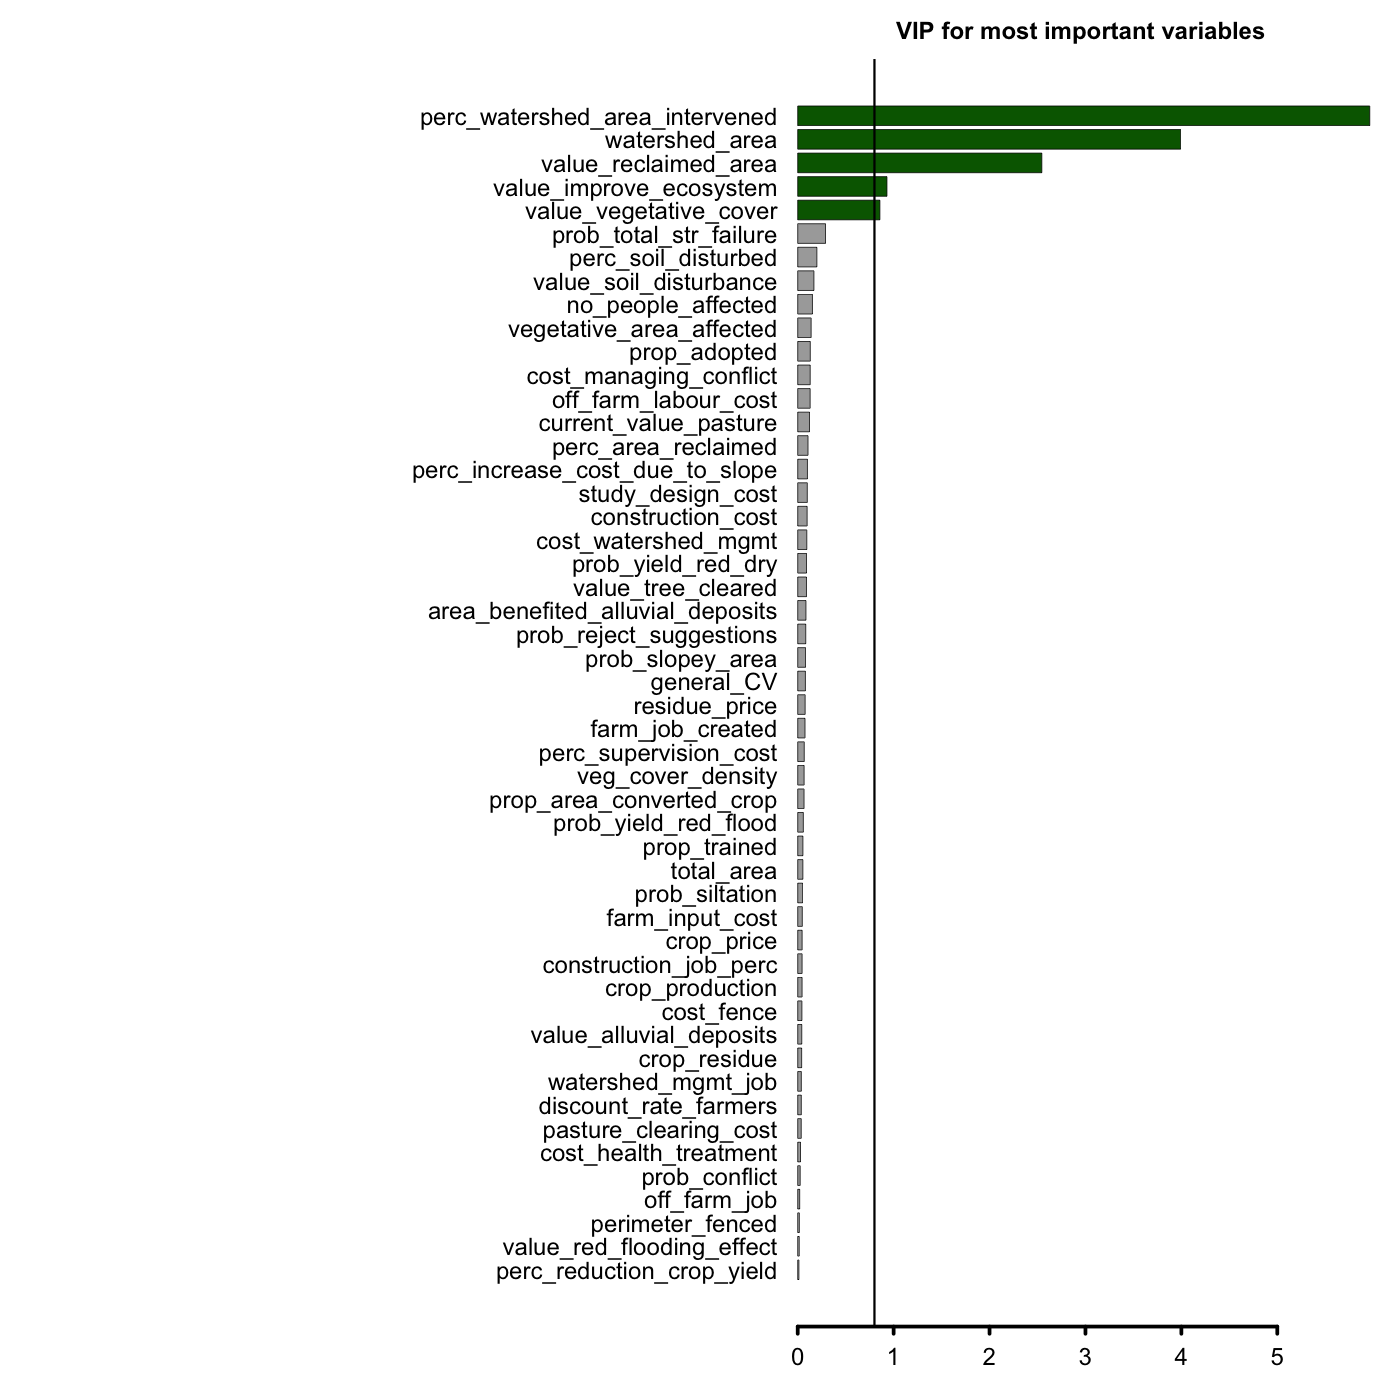 VIP for most important variables
perc_watershed_area_intervened
watershed_area
value_reclaimed_area
value_improve_ecosystem
value_vegetative_cover
prob_total_str_failure
perc_soil_disturbed
value_soil_disturbance
no_people_affected
vegetative_area_affected
prop_adopted
cost_managing_conflict
off_farm_labour_cost
current_value_pasture
perc_area_reclaimed
perc_increase_cost_due_to_slope
study_design_cost
construction_cost
cost_watershed_mgmt
prob_yield_red_dry
value_tree_cleared
area_benefited_alluvial_deposits
prob_reject_suggestions
prob_slopey_area
general_CV
residue_price
farm_job_created
perc_supervision_cost
veg_cover_density
prop_area_converted_crop
prob_yield_red_flood
prop_trained
total_area
prob_siltation
farm_input_cost
crop_price
construction_job_perc
crop_production
cost_fence
value_alluvial_deposits
crop_residue
watershed_mgmt_job
discount_rate_farmers
pasture_clearing_cost
cost_health_treatment
prob_conflict
off_farm_job
perimeter_fenced
value_red_flooding_effect
perc_reduction_crop_yield
0 1 2 3 4 5